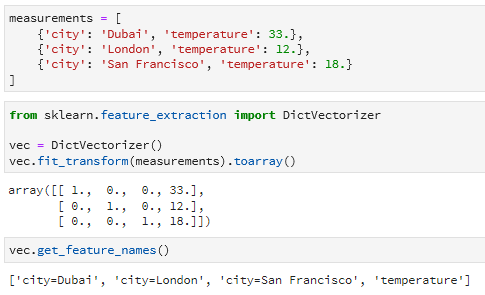 measurements = [
    {'city': 'Dubai', 'temperature': 33.},
    {'city': 'London', 'temperature': 12.},
    {'city': 'San Francisco', 'temperature': 18.}
]
from sklearn.feature_extraction import DictVectorizer
vec = DictVectorizer()
vec.fit_transform(measurements).toarray()
array([[ 1.,  0.,  0., 33.],
       [ 0.,  1.,  0., 12.],
       [ 0.,  0.,  1., 18.]])
vec.get_feature_names()
['city=Dubai', 'city=London', 'city=San Francisco', 'temperature']